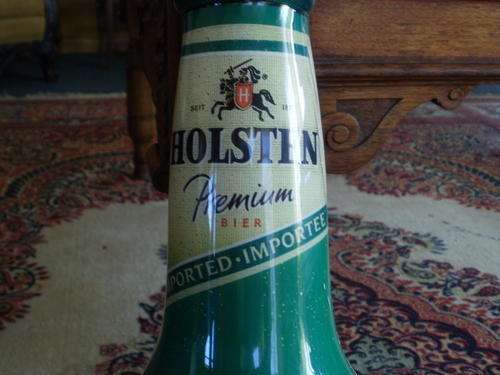 SEIT
H
HOLSTEN
Premium
BIER
PORTED · IMPORTEE